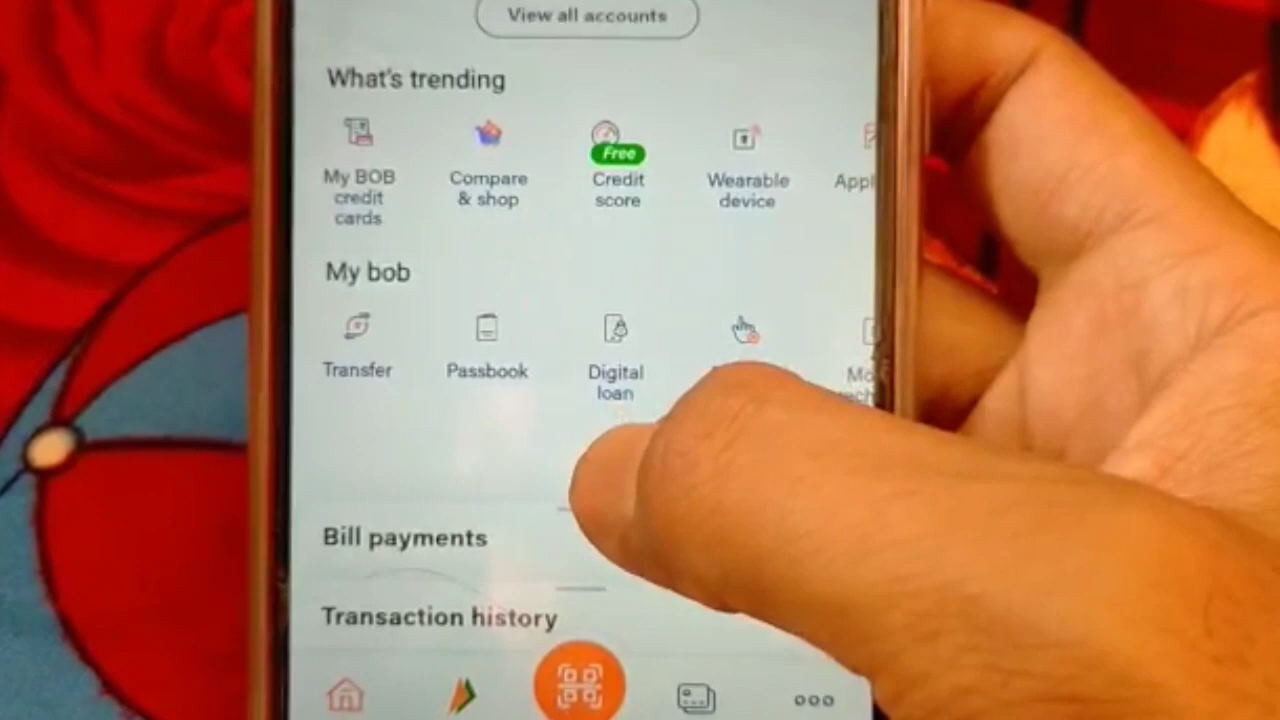 View all accounts
What's trending
My BOB
credit
cards
Compare
& shop
Free
Credit
score
Wearable
device
My bob
Transfer
Passbook
Digital
loan
Bill payments
Transaction history